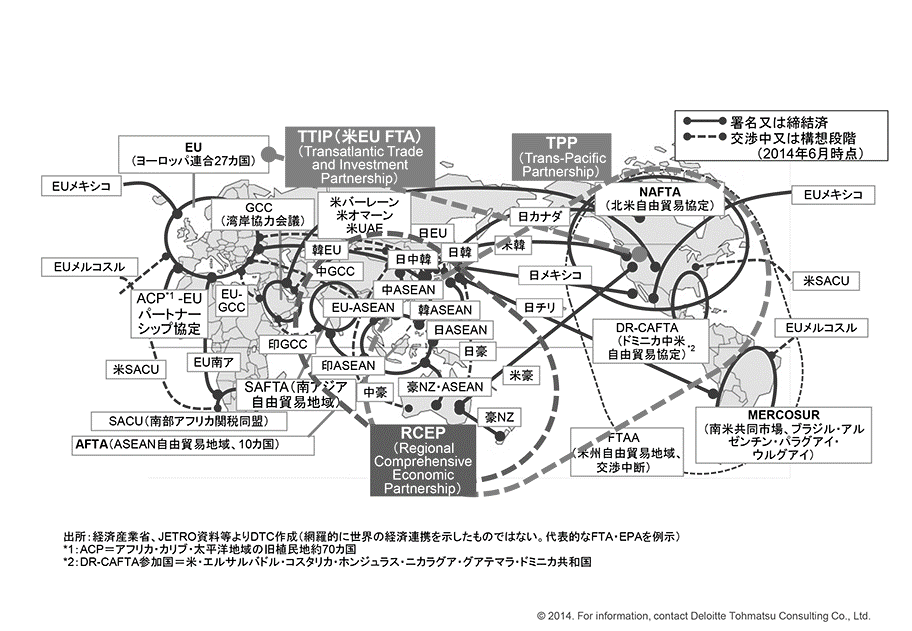 署名又は締結済
交渉中又は構想段階
(2014年6月時点)
TTIP(米EU FTA)
(Transatlantic Trade
and Investment
Partnership)
TPP
(Trans-Pacific
Partnership)
EU
(ヨーロッパ連合27カ国)
EUメキシコ
GCC
(湾岸協力会議)
米バーレーン
米オマーン
米UAE
NAFTA
(北米自由貿易協定)
EUメキシコ
日カナダ
日EU
韓EU
日中韓
日韓
米韓
EUメルコスル
中GCC
日メキシコ
米SACU
ACP*1 -EU
パートナー
シップ協定
EU-
GCC
中ASEAN
EU-ASEAN
韓ASEAN
日チリ
日ASEAN
DR-CAFTA
(ドミニカ中米
自由貿易協定)*2
EUメルコスル
印GCC
日豪
米SACU
EU南ア
印ASEAN
米豪
SAFTA(南アジア
自由貿易地域)
中豪
豪NZ・ASEAN
豪NZ
SACU(南部アフリカ関税同盟)
AFTA(ASEAN自由貿易地域、10カ国)
RCEP
(Regional
Comprehensive
Economic
Partnership)
FTAA
(米州自由貿易地域、
交渉中断)
MERCOSUR
(南米共同市場、ブラジル・アル
ゼンチン・パラグアイ・
ウルグアイ)
出所:経済産業省、JETRO資料等よりDTC作成(網羅的に世界の経済連携を示したものではない。代表的なFTA・EPAを例示)
*1:ACP=アフリカ・カリブ・太平洋地域の旧植民地約70カ国
*2:DR-CAFTA参加国=米・エルサルバドル・コスタリカ・ホンジュラス・ニカラグア・グアテマラ・ドミニカ共和国
© 2014. For information, contact Deloitte Tohmatsu Consulting Co., Ltd.